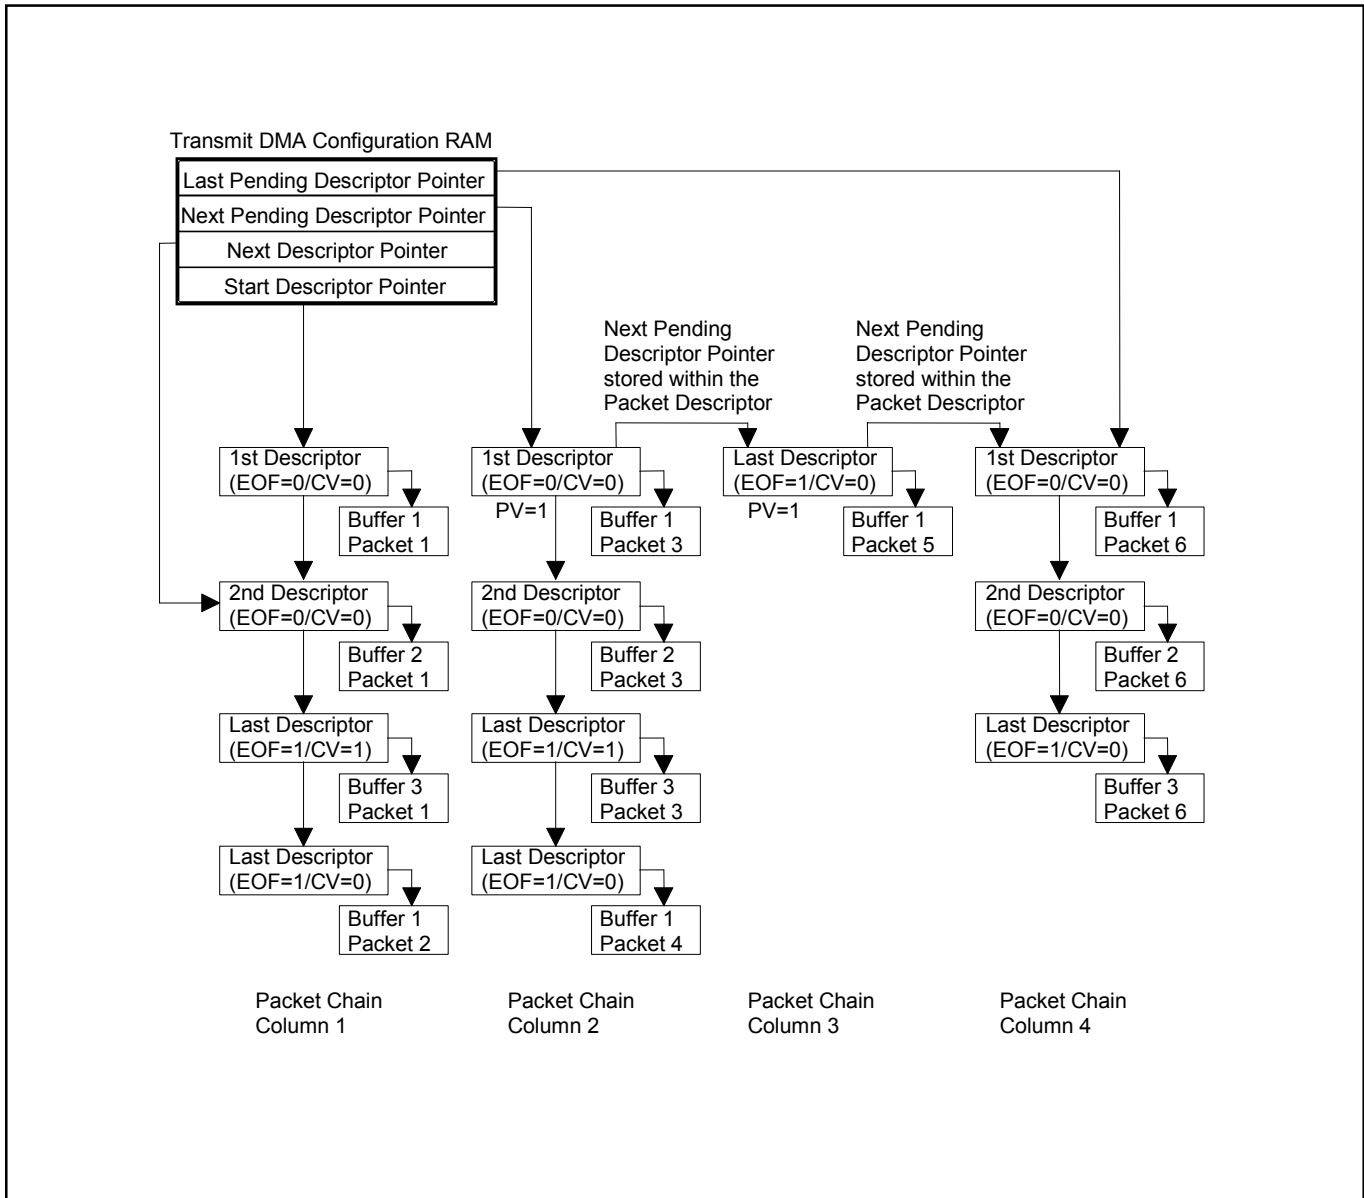 Transmit DMA Configuration RAM
Last Pending Descriptor Pointer
Next Pending Descriptor Pointer
Next Descriptor Pointer
Start Descriptor Pointer
Next Pending
Descriptor Pointer
stored within the
Packet Descriptor
Next Pending
Descriptor Pointer
stored within the
Packet Descriptor
1st Descriptor
(EOF=0/CV=0)
Buffer 1
Packet 1
2nd Descriptor
(EOF=0/CV=0)
Buffer 2
Packet 1
Last Descriptor
(EOF=1/CV=1)
Buffer 3
Packet 1
Last Descriptor
(EOF=1/CV=0)
Buffer 1
Packet 2
Packet Chain
Column 1
1st Descriptor
(EOF=0/CV=0)
PV=1
Buffer 1
Packet 3
2nd Descriptor
(EOF=0/CV=0)
Buffer 2
Packet 3
Last Descriptor
(EOF=1/CV=1)
Buffer 3
Packet 3
Last Descriptor
(EOF=1/CV=0)
Buffer 1
Packet 4
Packet Chain
Column 2
Last Descriptor
(EOF=1/CV=0)
PV=1
Buffer 1
Packet 5
Packet Chain
Column 3
1st Descriptor
(EOF=0/CV=0)
Buffer 1
Packet 6
2nd Descriptor
(EOF=0/CV=0)
Buffer 2
Packet 6
Last Descriptor
(EOF=1/CV=0)
Buffer 3
Packet 6
Packet Chain
Column 4